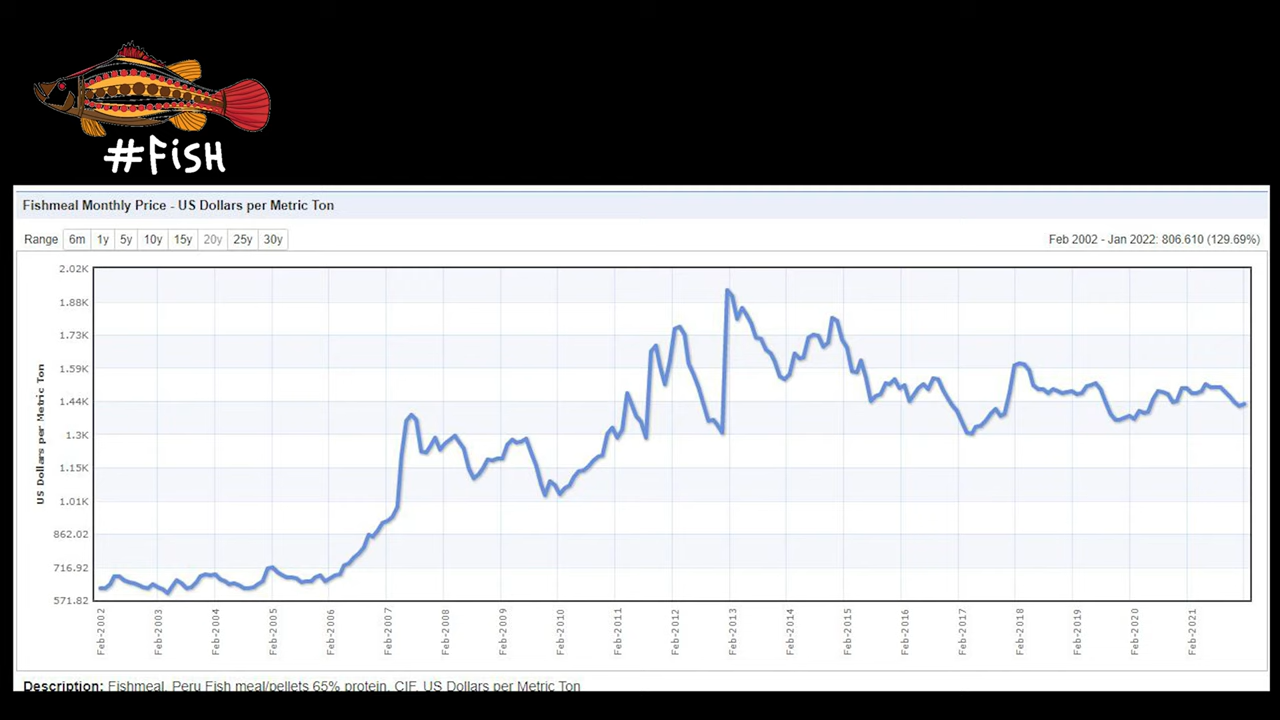 #FiSH
Fishmeal Monthly Price - US Dollars per Metric Ton
Range 6m 1y 5y 10y 15y 20y 25y 30y
Feb 2002 - Jan 2022: 806.610 (129.69%)
US Dollars per Metric Ton
2.02K
1.88K
1.73K
1.59K
1.44K
1.3K
1.15K
1.01K
862.02
716.92
571.82
Feb-2002
Feb-2003
Feb-2004
Feb-2005
Feb-2006
Feb-2007
Feb-2008
Feb-2009
Feb-2010
Feb-2011
Feb-2012
Feb-2013
Feb-2014
Feb-2015
Feb-2016
Feb-2017
Feb-2018
Feb-2019
Feb-2020
Feb-2021
Description: Fishmeal, Peru Fish meal/pellets 65% protein, CIF, US Dollars per Metric Ton